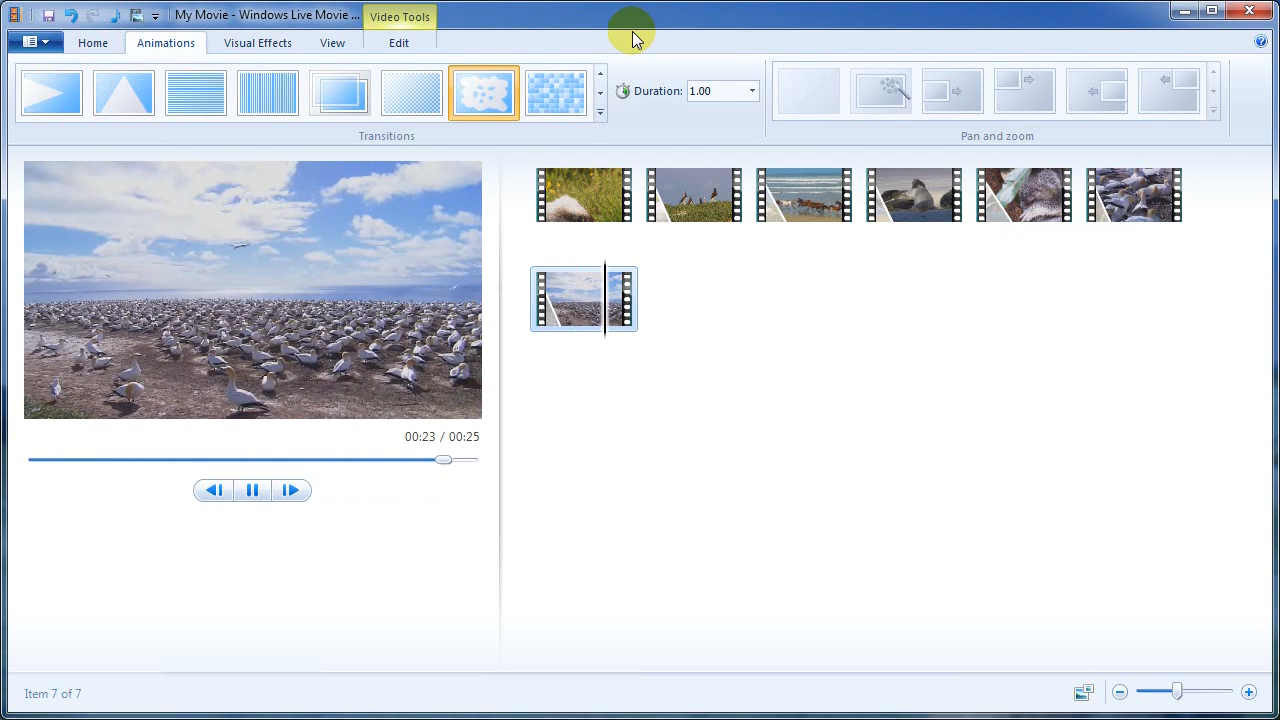 My Movie - Windows Live Movie ...
Video Tools
Home
Animations
Visual Effects
View
Edit
Duration:
1.00
Transitions
Pan and zoom
00:23 / 00:25
Item 7 of 7